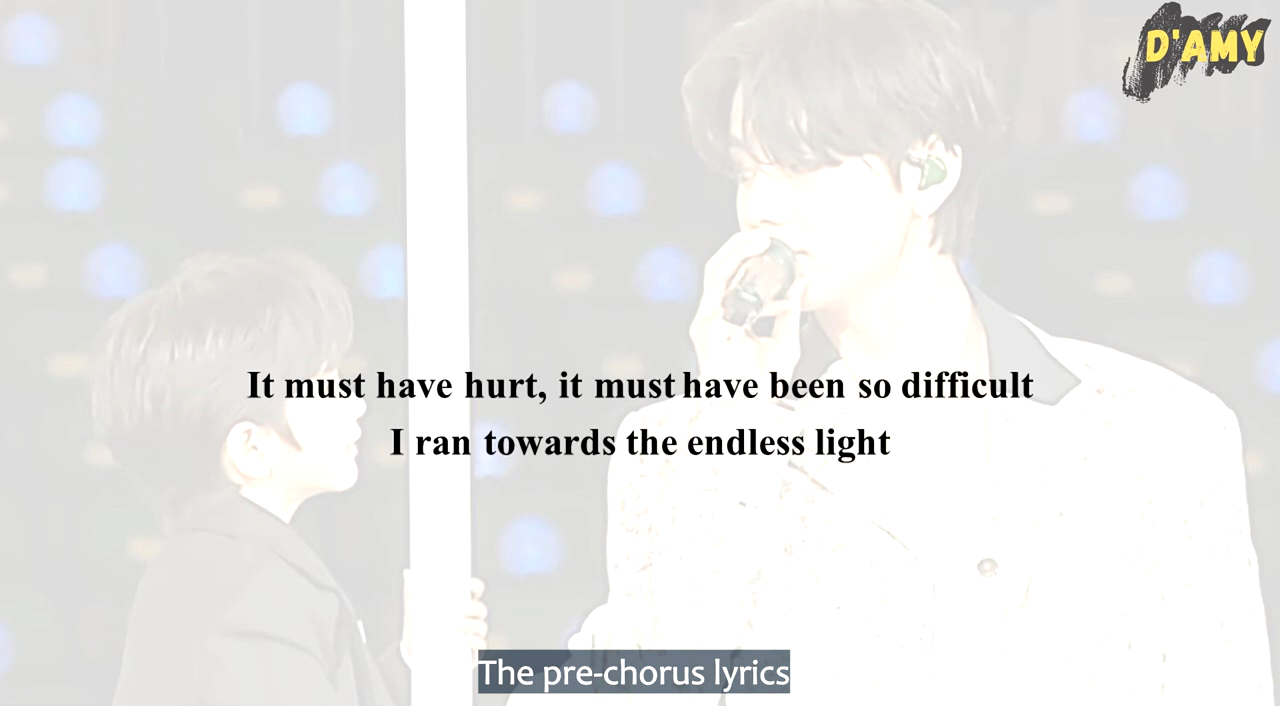 D'AMY
It must have hurt, it must have been so difficult
I ran towards the endless light
The pre-chorus lyrics